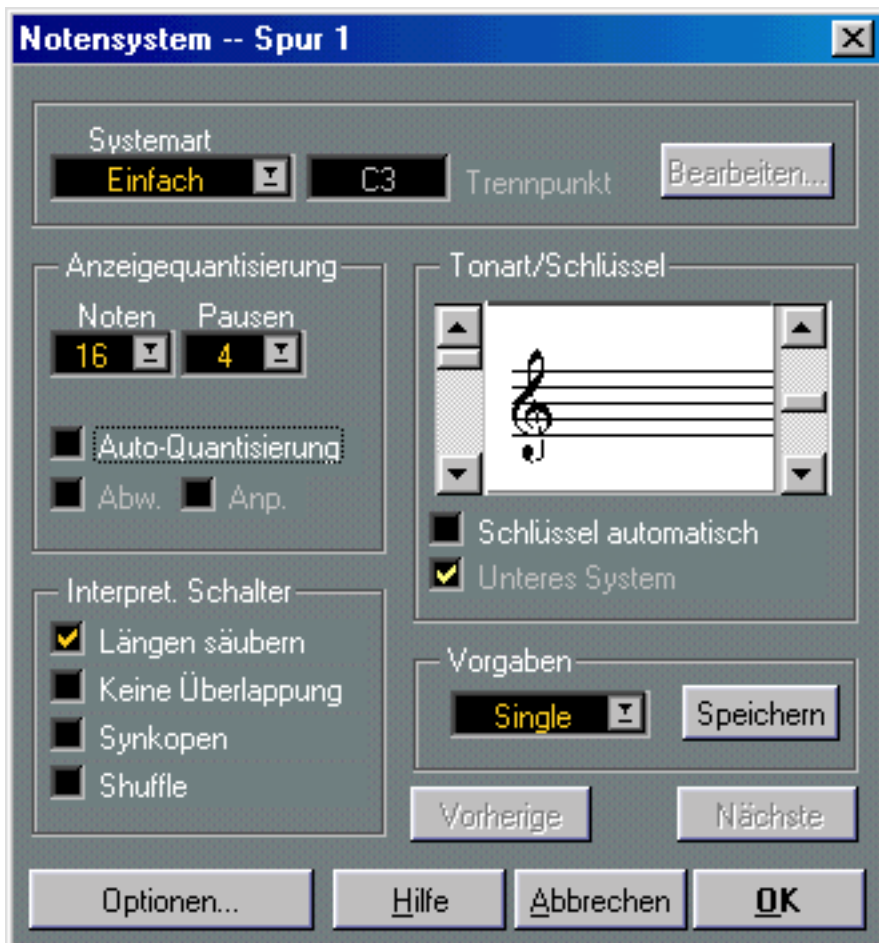 Notensystem -- Spur 1
Systemart
Einfach
C3
Trennpunkt
Bearbeiten...
Anzeigequantisierung
Noten Pausen
16 4
Auto-Quantisierung
Abw. Anp.
Tonart/Schlüssel
Schlüssel automatisch
Unteres System
Interpret. Schalter
Längen säubern
Keine Überlappung
Synkopen
Shuffle
Vorgaben
Single
Speichern
Vorherige
Nächste
Optionen...
Hilfe
Abbrechen
OK